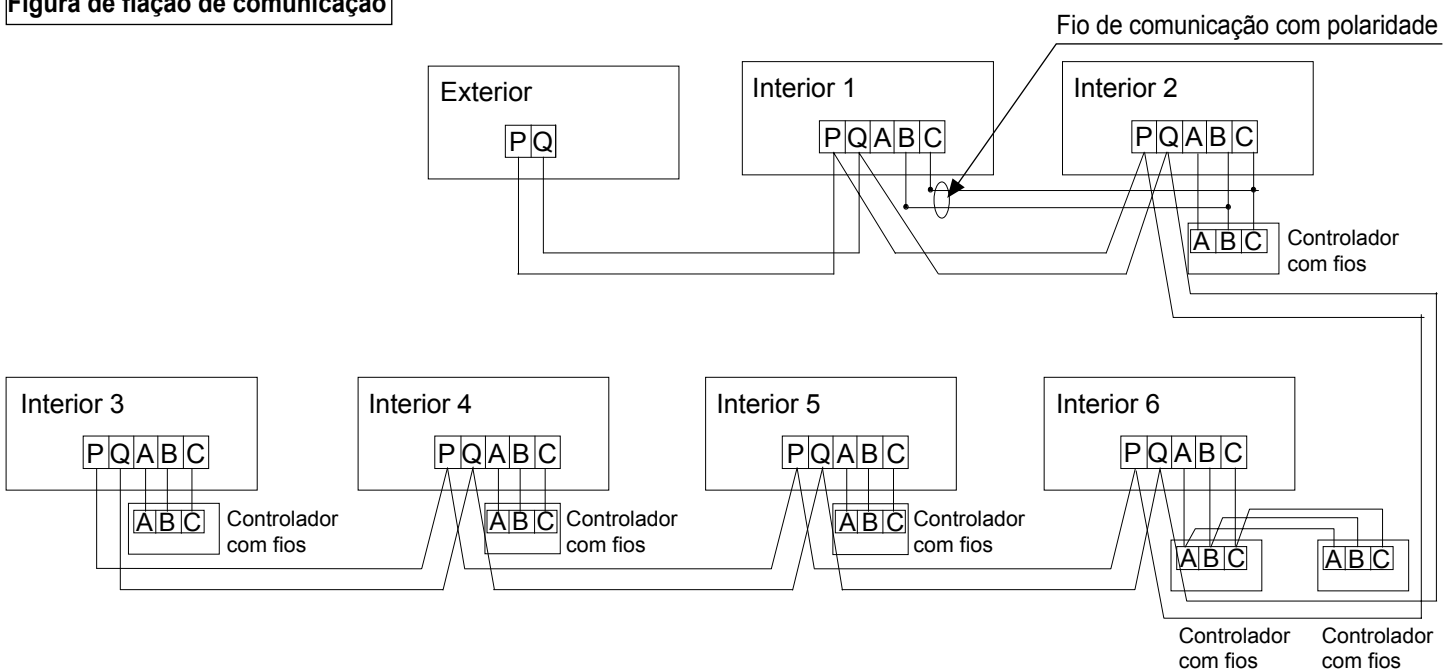 Figura de fiação de comunicação
Fio de comunicação com polaridade
Exterior
P Q
Interior 1
P Q A B C
Interior 2
P Q A B C
A B C
Controlador
com fios
Interior 3
P Q A B C
A B C
Controlador
com fios
Interior 4
P Q A B C
A B C
Controlador
com fios
Interior 5
P Q A B C
A B C
Controlador
com fios
Interior 6
P Q A B C
A B C
A B C
Controlador
com fios
Controlador
com fios